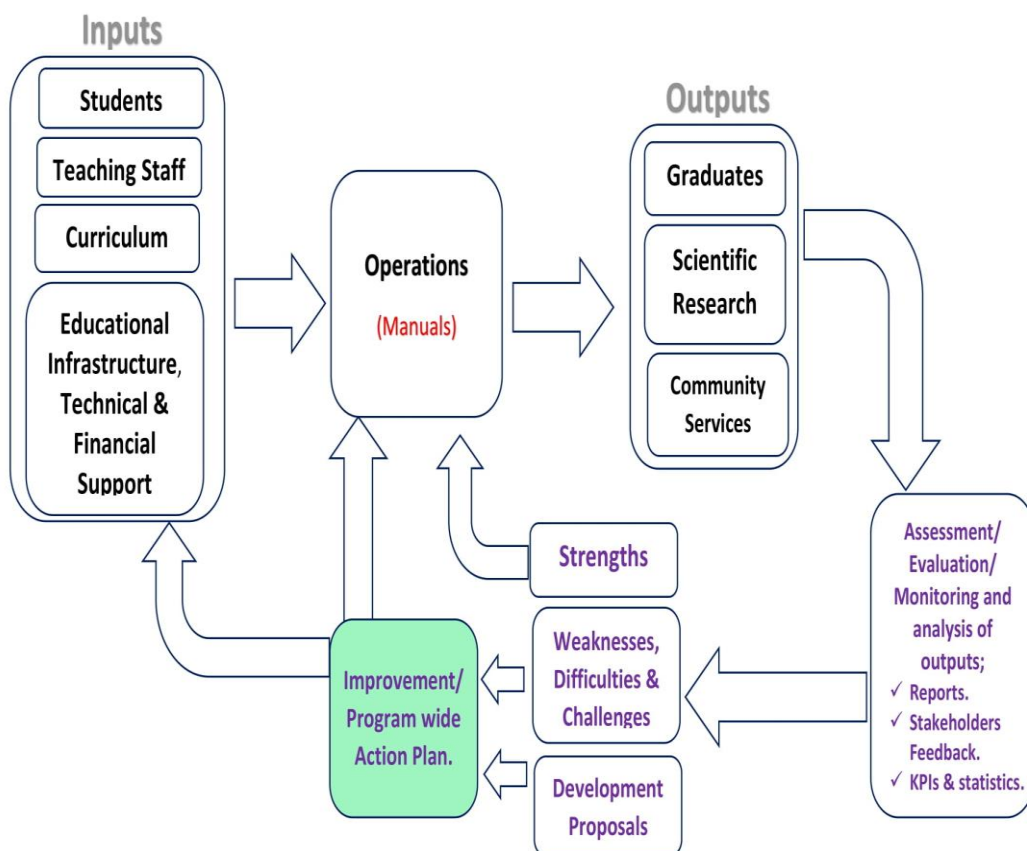 Inputs
Students
Teaching Staff
Curriculum
Educational
Infrastructure,
Technical &
Financial
Support
Operations
(Manuals)
Outputs
Graduates
Scientific
Research
Community
Services
Assessment/
Evaluation/
Monitoring and
analysis of
outputs;
✓ Reports.
✓ Stakeholders
Feedback.
✓ KPIs & statistics.
Strengths
Weaknesses,
Difficulties &
Challenges
Development
Proposals
Improvement/
Program wide
Action Plan.